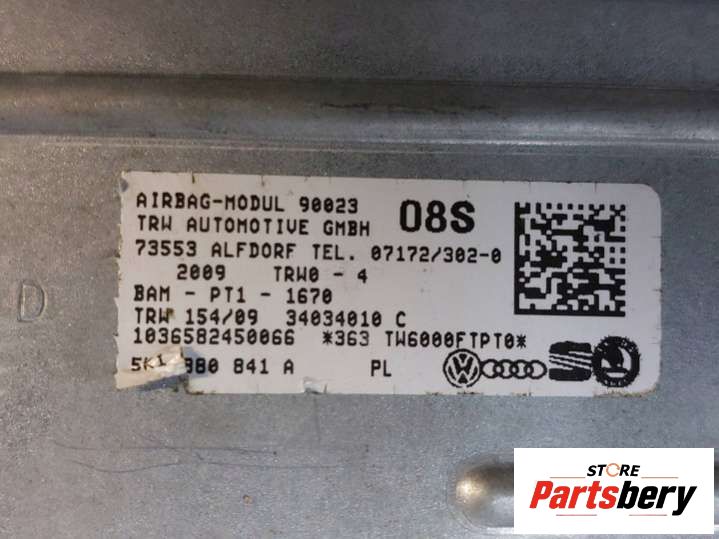 AIRBAG-MODUL 90023 08S
TRW AUTOMOTIVE GMBH
73553 ALFDORF TEL. 07172/302-0
2009 TRW0 - 4
BAM - PT1 - 1670
TRW 154/09 34034010 C
1036582450066 *363 TW6000FTPT0*
5K1 880 841 A PL
D
STORE
Partsbery